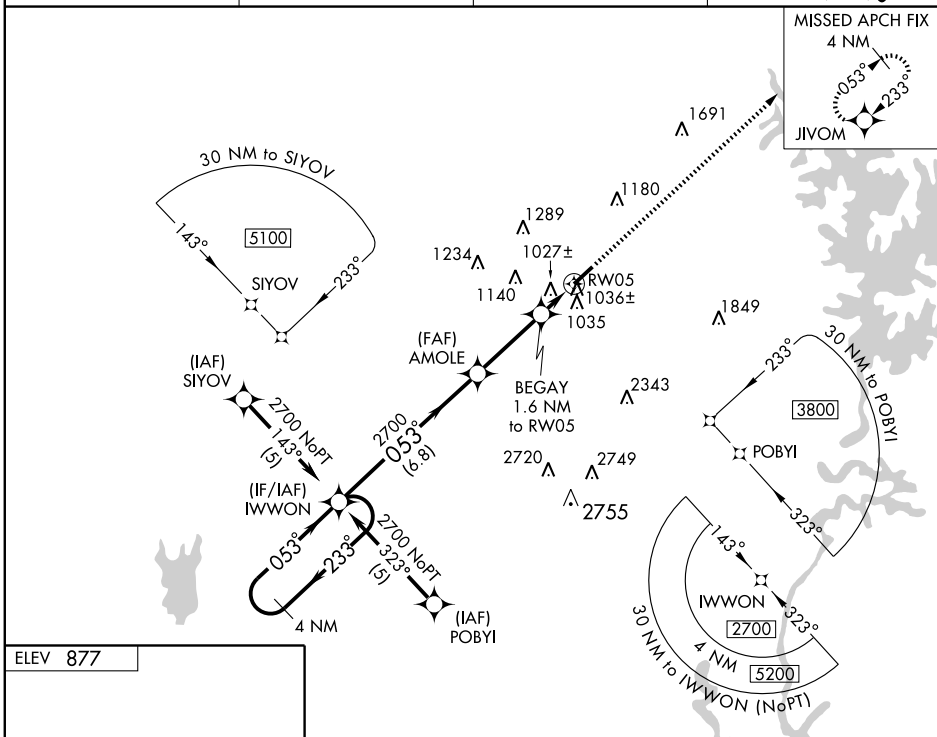 MISSED APCH FIX
4 NM
053°
233°
JIVOM
1691
30 NM to SIYOV
5100
143°
233°
SIYOV
1180
1289
1027±
1234
1140
RW05
1036±
1035
1849
(FAF)
AMOLE
BEGAY
1.6 NM
to RW05
(IAF)
SIYOV
2700 NoPT
143°
(5)
2700
053°
(6.8)
2343
233°
30 NM to POBYI
3800
POBYI
323°
2720
2749
2755
(IF/IAF)
IWWON
2700 NoPT
323°
(5)
053°
233°
4 NM
(IAF)
POBYI
143°
IWWON
323°
2700
4 NM
5200
30 NM to IWWON (NoPT)
ELEV 877